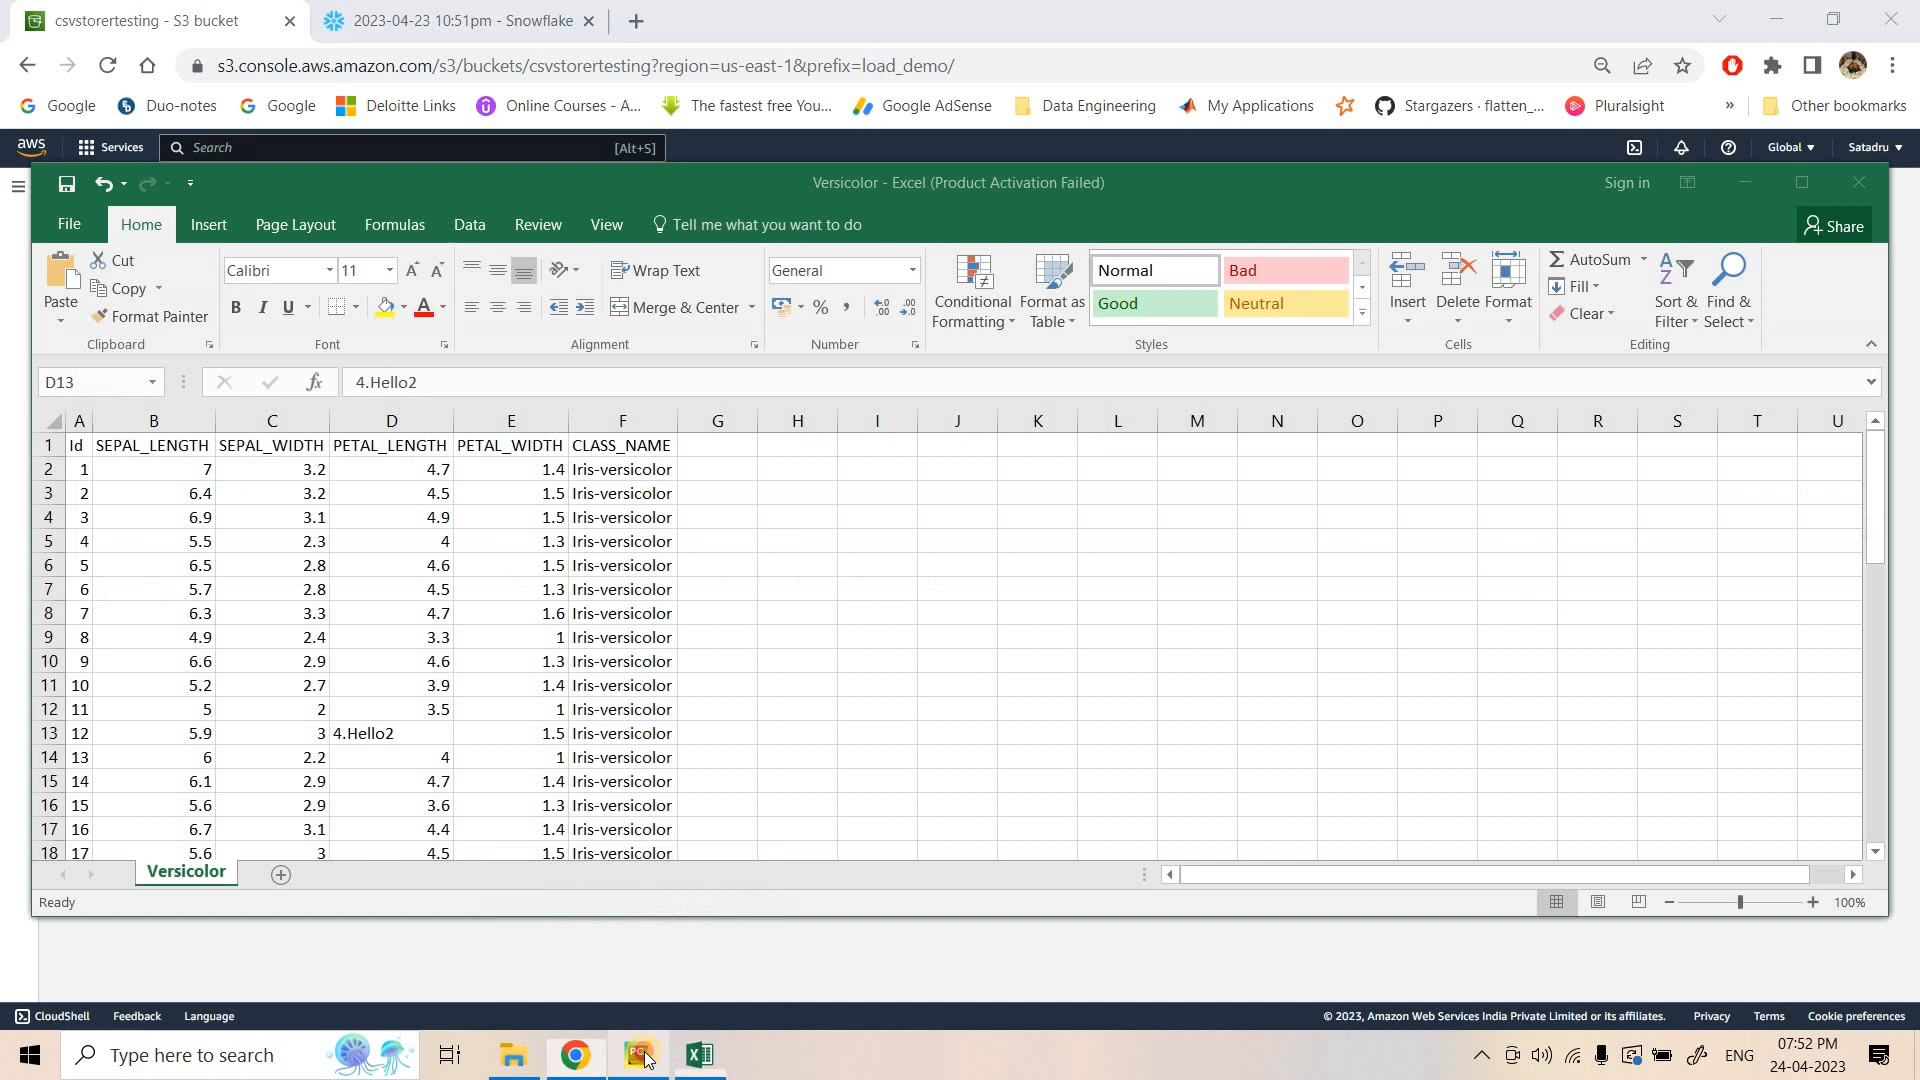 csvstorertesting - S3 bucket
2023-04-23 10:51pm - Snowflake
s3.console.aws.amazon.com/s3/buckets/csvstorertesting?region=us-east-1&prefix=load_demo/
Google Duo-notes Google Deloitte Links Online Courses - A... The fastest free You... Google AdSense Data Engineering My Applications Stargazers · flatten_... Pluralsight » Other bookmarks
aws Services Search [Alt+S] Global Satadru
Versicolor - Excel (Product Activation Failed) Sign in
File Home Insert Page Layout Formulas Data Review View Tell me what you want to do Share
Paste Cut Copy Format Painter Clipboard
Calibri 11 B I U A Font
Wrap Text Merge & Center Alignment
General % Number
Conditional Formatting Format as Table Normal Bad Good Neutral Styles
Insert Delete Format Cells
AutoSum Fill Clear Sort & Filter Find & Select Editing
D13 fx 4.Hello2
A B C D E F G H I J K L M N O P Q R S T U
1 Id SEPAL_LENGTH SEPAL_WIDTH PETAL_LENGTH PETAL_WIDTH CLASS_NAME
2 1 7 3.2 4.7 1.4 Iris-versicolor
3 2 6.4 3.2 4.5 1.5 Iris-versicolor
4 3 6.9 3.1 4.9 1.5 Iris-versicolor
5 4 5.5 2.3 4 1.3 Iris-versicolor
6 5 6.5 2.8 4.6 1.5 Iris-versicolor
7 6 5.7 2.8 4.5 1.3 Iris-versicolor
8 7 6.3 3.3 4.7 1.6 Iris-versicolor
9 8 4.9 2.4 3.3 1 Iris-versicolor
10 9 6.6 2.9 4.6 1.3 Iris-versicolor
11 10 5.2 2.7 3.9 1.4 Iris-versicolor
12 11 5 2 3.5 1 Iris-versicolor
13 12 5.9 3 4.Hello2 1.5 Iris-versicolor
14 13 6 2.2 4 1 Iris-versicolor
15 14 6.1 2.9 4.7 1.4 Iris-versicolor
16 15 5.6 2.9 3.6 1.3 Iris-versicolor
17 16 6.7 3.1 4.4 1.4 Iris-versicolor
18 17 5.6 3 4.5 1.5 Iris-versicolor
Versicolor
Ready 100%
CloudShell Feedback Language © 2023, Amazon Web Services India Private Limited or its affiliates. Privacy Terms Cookie preferences
Type here to search ENG 07:52 PM
24-04-2023